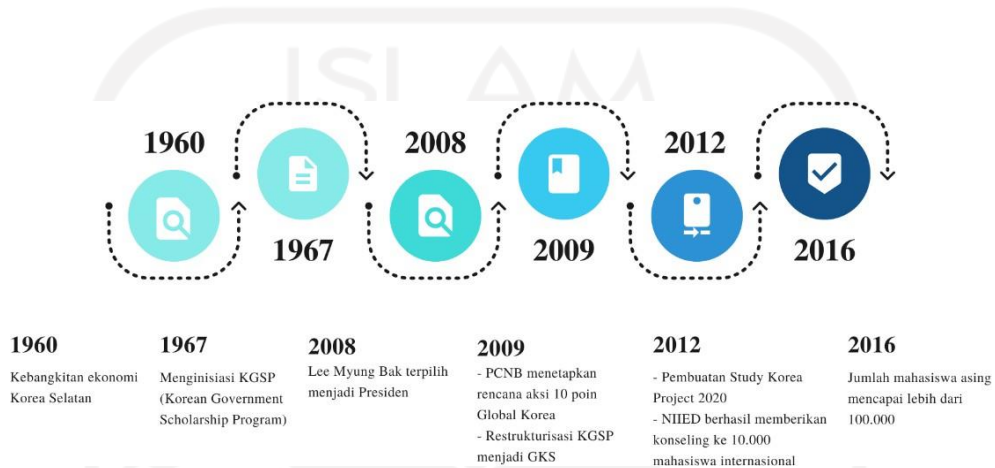 ISLAM
1960
2008
2012
1967
2009
2016
1960
Kebangkitan ekonomi
Korea Selatan
1967
Menginisiasi KGSP
(Korean Government
Scholarship Program)
2008
Lee Myung Bak terpilih
menjadi Presiden
2009
- PCNB menetapkan
rencana aksi 10 poin
Global Korea
- Restrukturisasi KGSP
menjadi GKS
2012
- Pembuatan Study Korea
Project 2020
- NIIED berhasil memberikan
konseling ke 10.000
mahasiswa internasional
2016
Jumlah mahasiswa asing
mencapai lebih dari
100.000